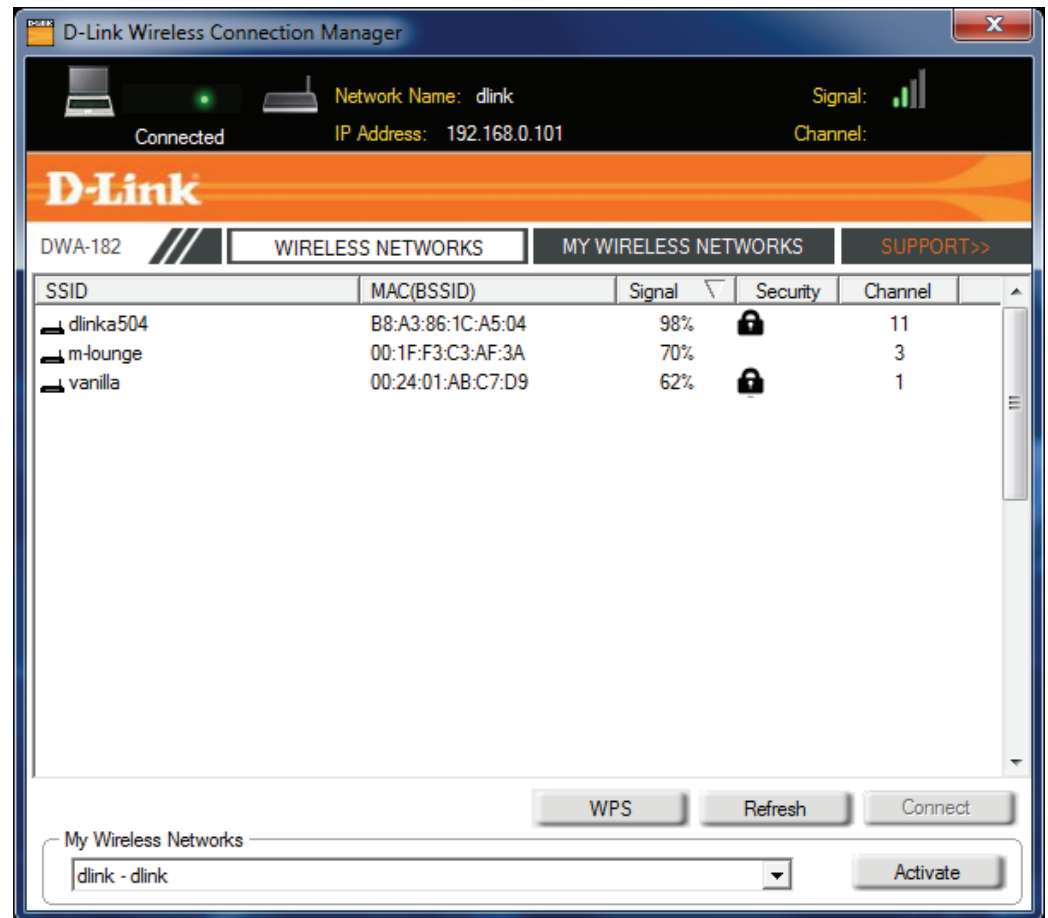 D-Link Wireless Connection Manager
Network Name: dlink Signal:
Connected IP Address: 192.168.0.101 Channel:
D-Link
DWA-182 WIRELESS NETWORKS MY WIRELESS NETWORKS SUPPORT>>
SSID MAC(BSSID) Signal Security Channel
dlinka504 B8:A3:86:1C:A5:04 98% 11
m-lounge 00:1F:F3:C3:AF:3A 70% 3
vanilla 00:24:01:AB:C7:D9 62% 1
WPS Refresh Connect
My Wireless Networks
dlink - dlink Activate